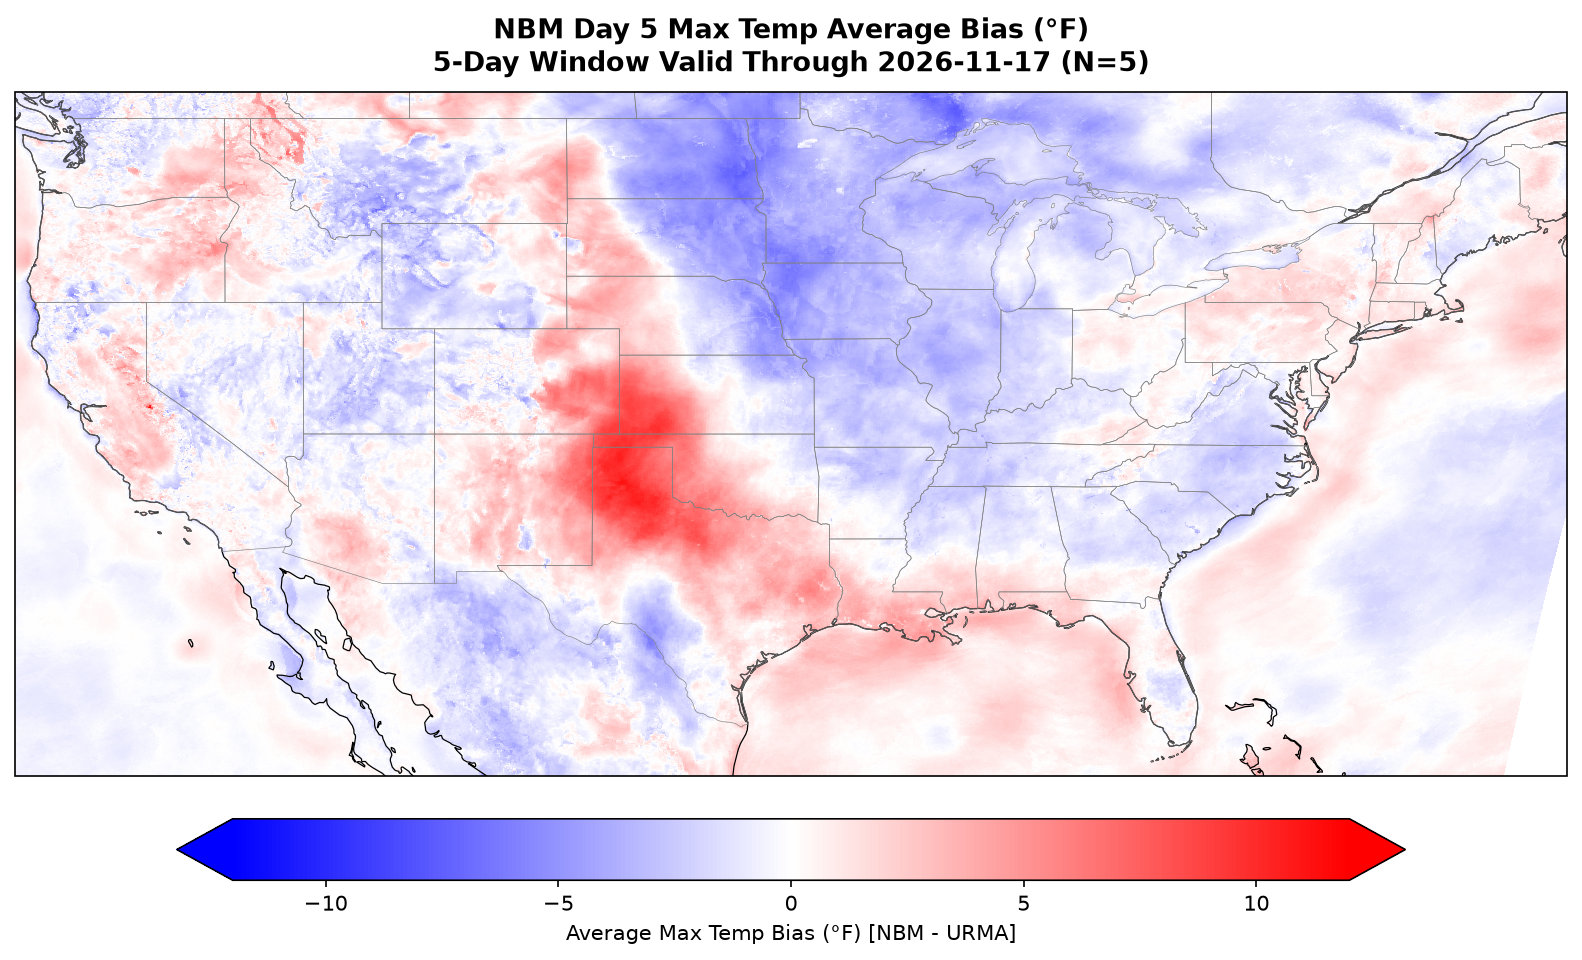 NBM Day 5 Max Temp Average Bias (°F)
5-Day Window Valid Through 2026-11-17 (N=5)
−10 −5 0 5 10
Average Max Temp Bias (°F) [NBM - URMA]